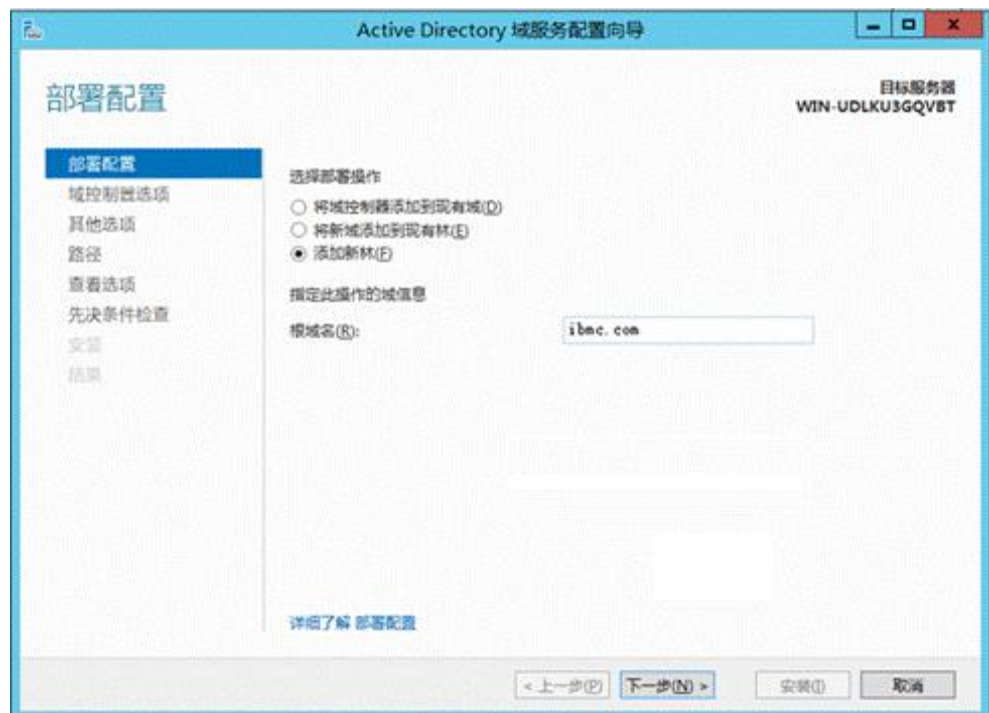 Active Directory 域服务配置向导
部署配置
目标服务器
WIN-UDLKU3GQVBT
部署配置
域控制器选项
其他选项
路径
查看选项
先决条件检查
安装
结果
选择部署操作
将域控制器添加到现有域(D)
将新域添加到现有林(E)
添加新林(F)
指定此操作的域信息
根域名(R):
ibmc.com
详细了解 部署配置
< 上一步(P)
下一步(N) >
安装(I)
取消